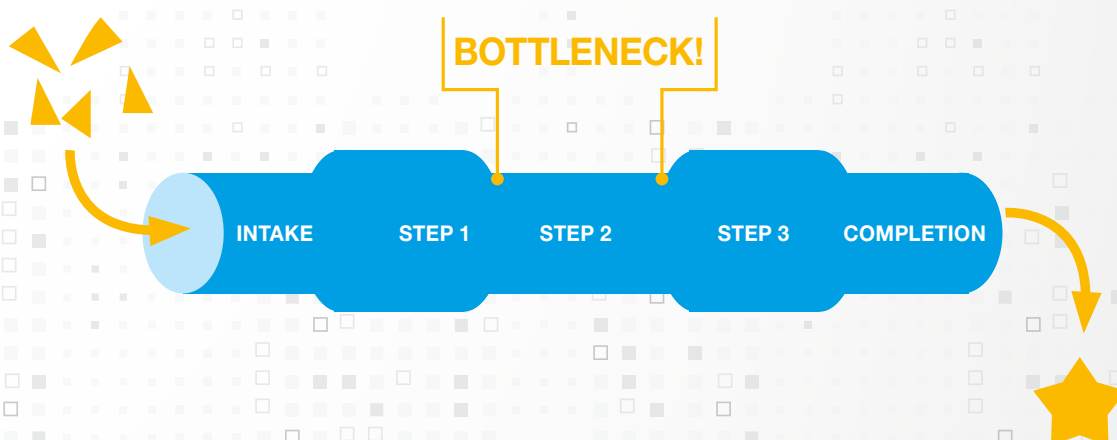 BOTTLENECK!
INTAKE STEP 1 STEP 2 STEP 3 COMPLETION